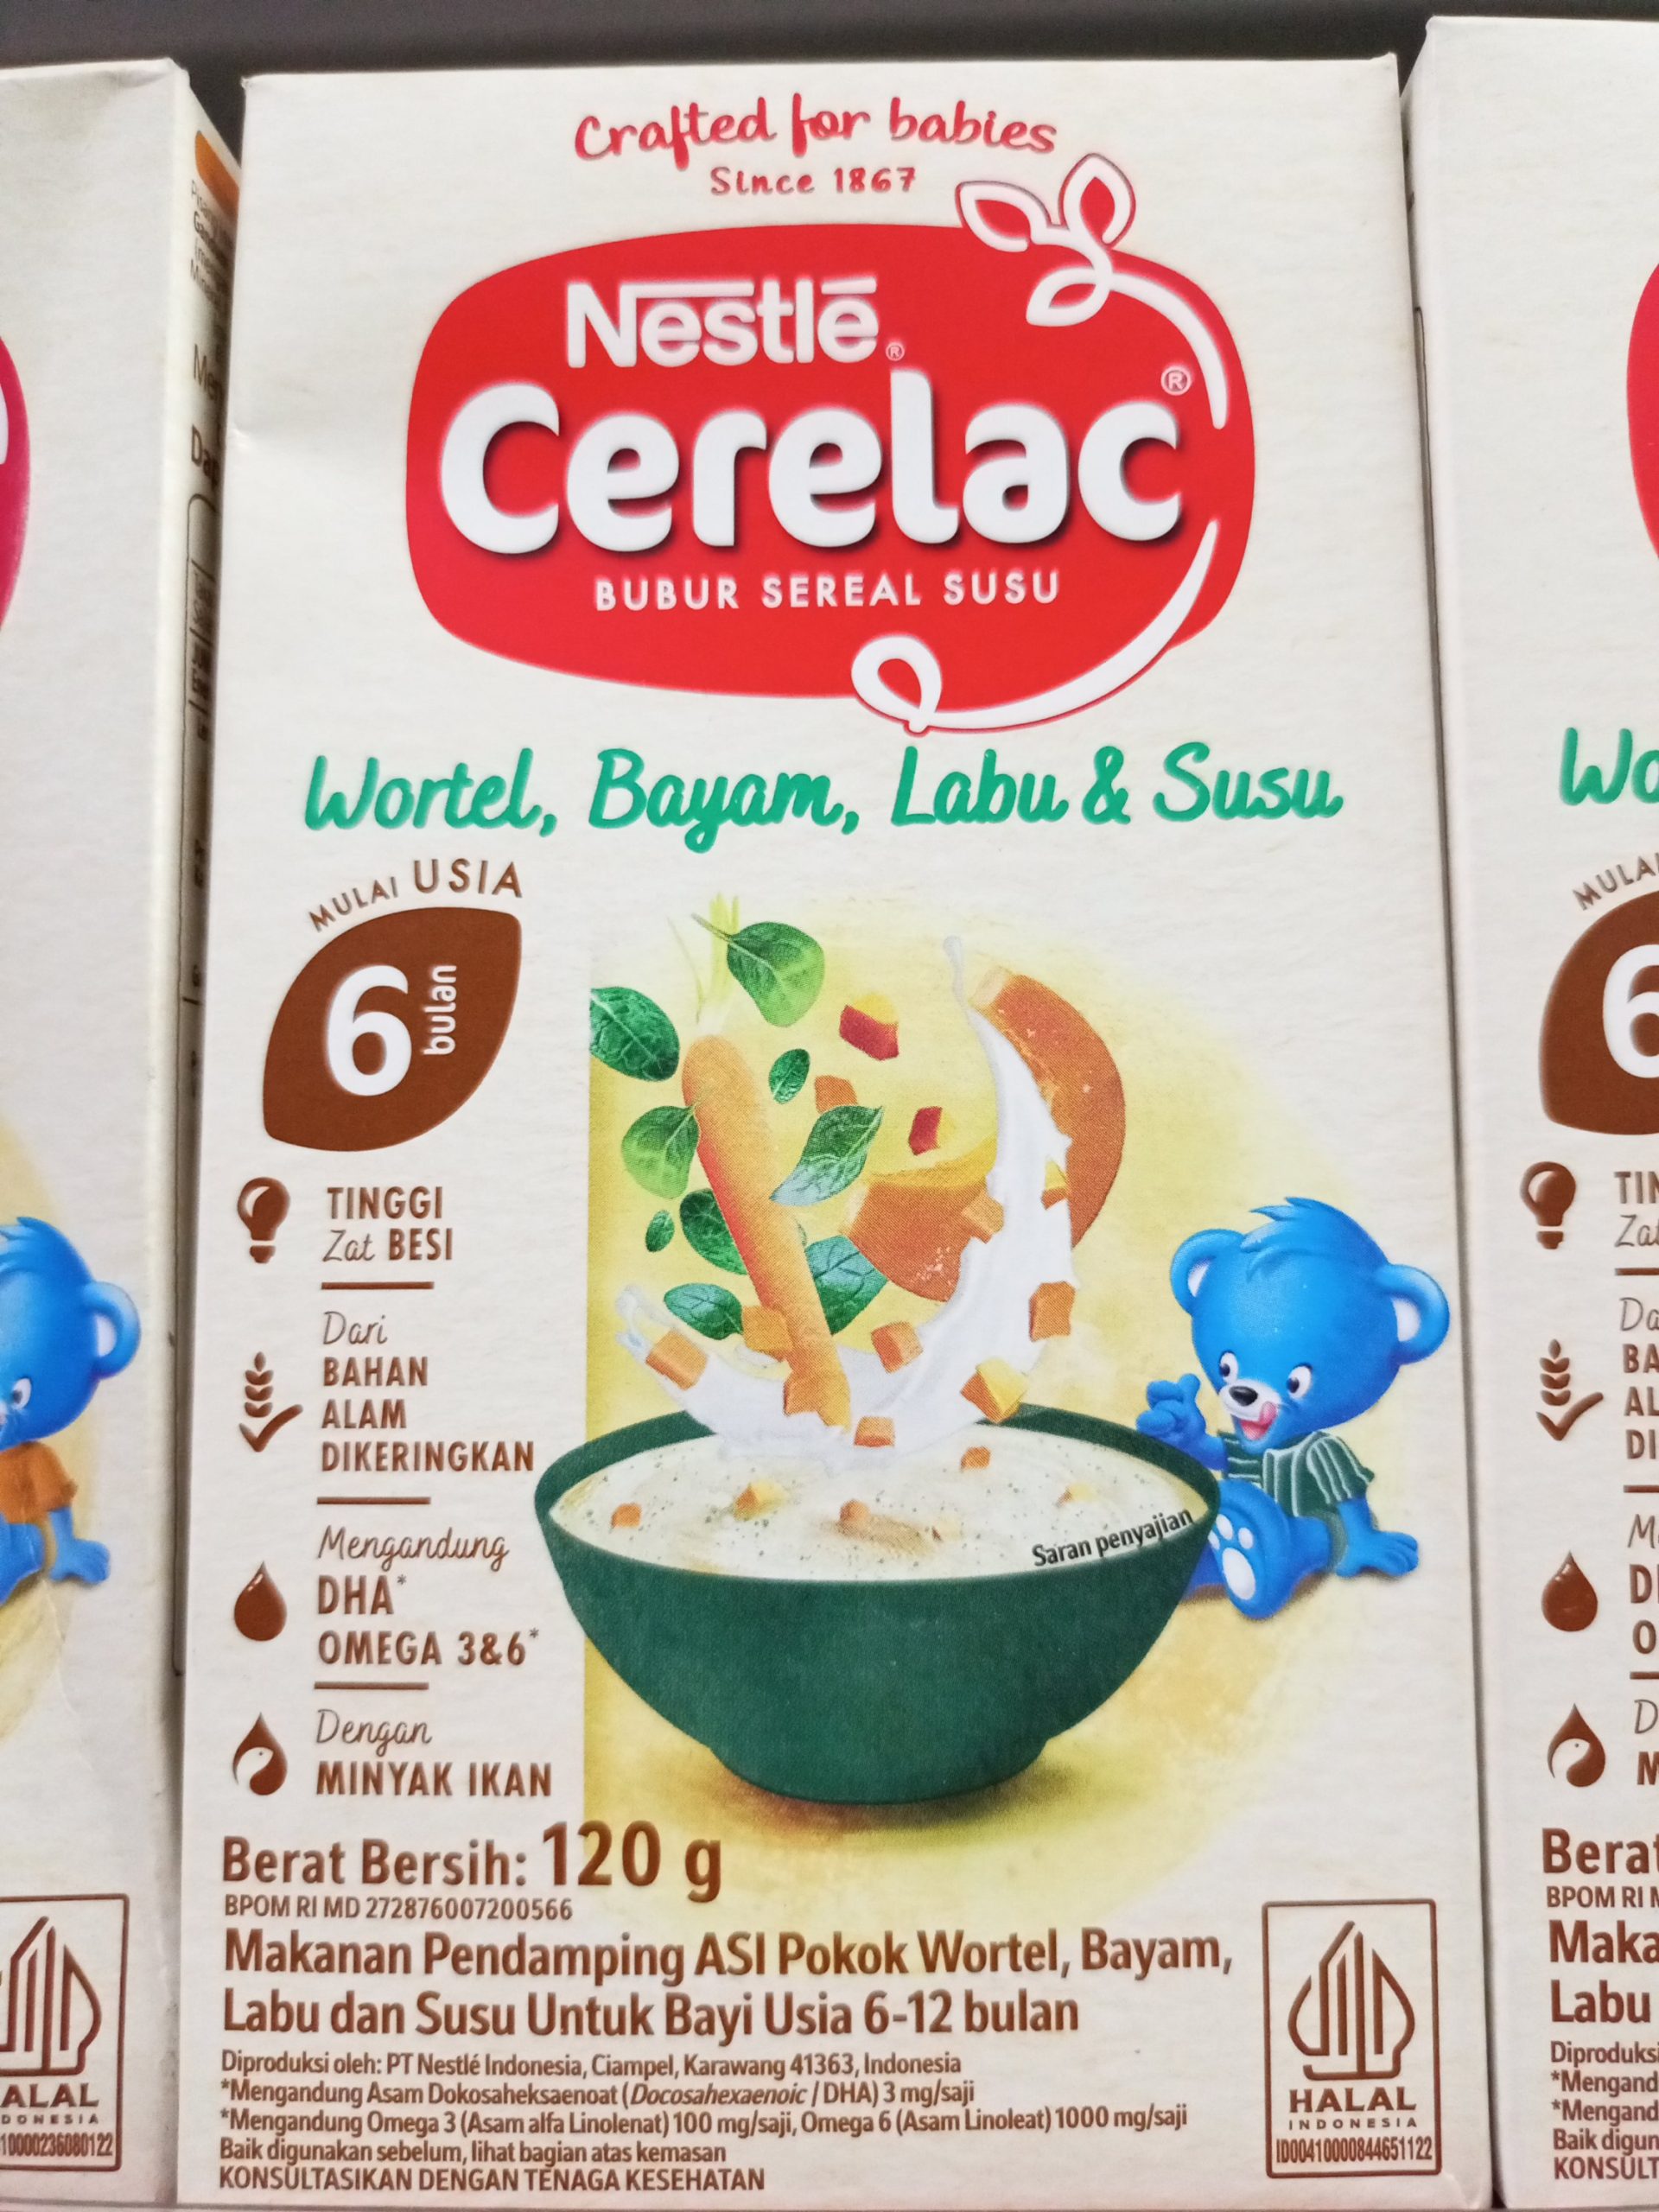 Crafted for babies
Since 1867
Nestlé®
Cerelac®
BUBUR SEREAL SUSU
Wortel, Bayam, Labu & Susu
MULAI USIA
6 bulan
TINGGI
Zat BESI
Dari
BAHAN
ALAM
DIKERINGKAN
Mengandung
DHA*
OMEGA 3&6*
Dengan
MINYAK IKAN
Saran penyajian
Berat Bersih: 120 g
BPOM RI MD 272876007200566
Makanan Pendamping ASI Pokok Wortel, Bayam,
Labu dan Susu Untuk Bayi Usia 6-12 bulan
Diproduksi oleh: PT Nestlé Indonesia, Ciampel, Karawang 41363, Indonesia
*Mengandung Asam Dokosaheksaenoat (Docosahexaenoic / DHA) 3 mg/saji
*Mengandung Omega 3 (Asam alfa Linolenat) 100 mg/saji, Omega 6 (Asam Linoleat) 1000 mg/saji
Baik digunakan sebelum, lihat bagian atas kemasan
KONSULTASIKAN DENGAN TENAGA KESEHATAN
HALAL
INDONESIA
ID00410000844651122
MULAI
6
Labu